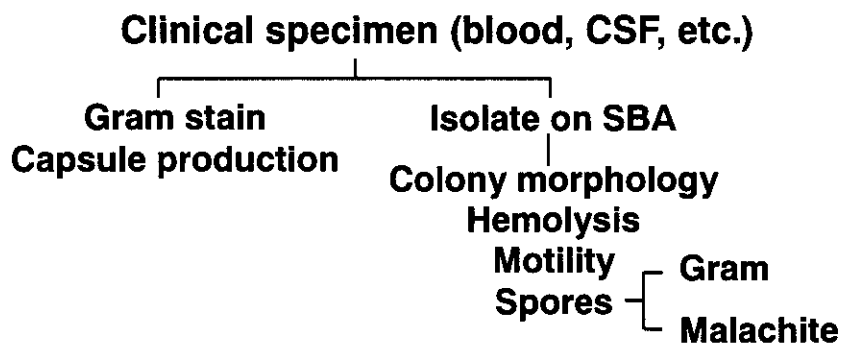 Clinical specimen (blood, CSF, etc.)
Gram stain
Capsule production
Isolate on SBA
Colony morphology
Hemolysis
Motility
Spores
Gram
Malachite